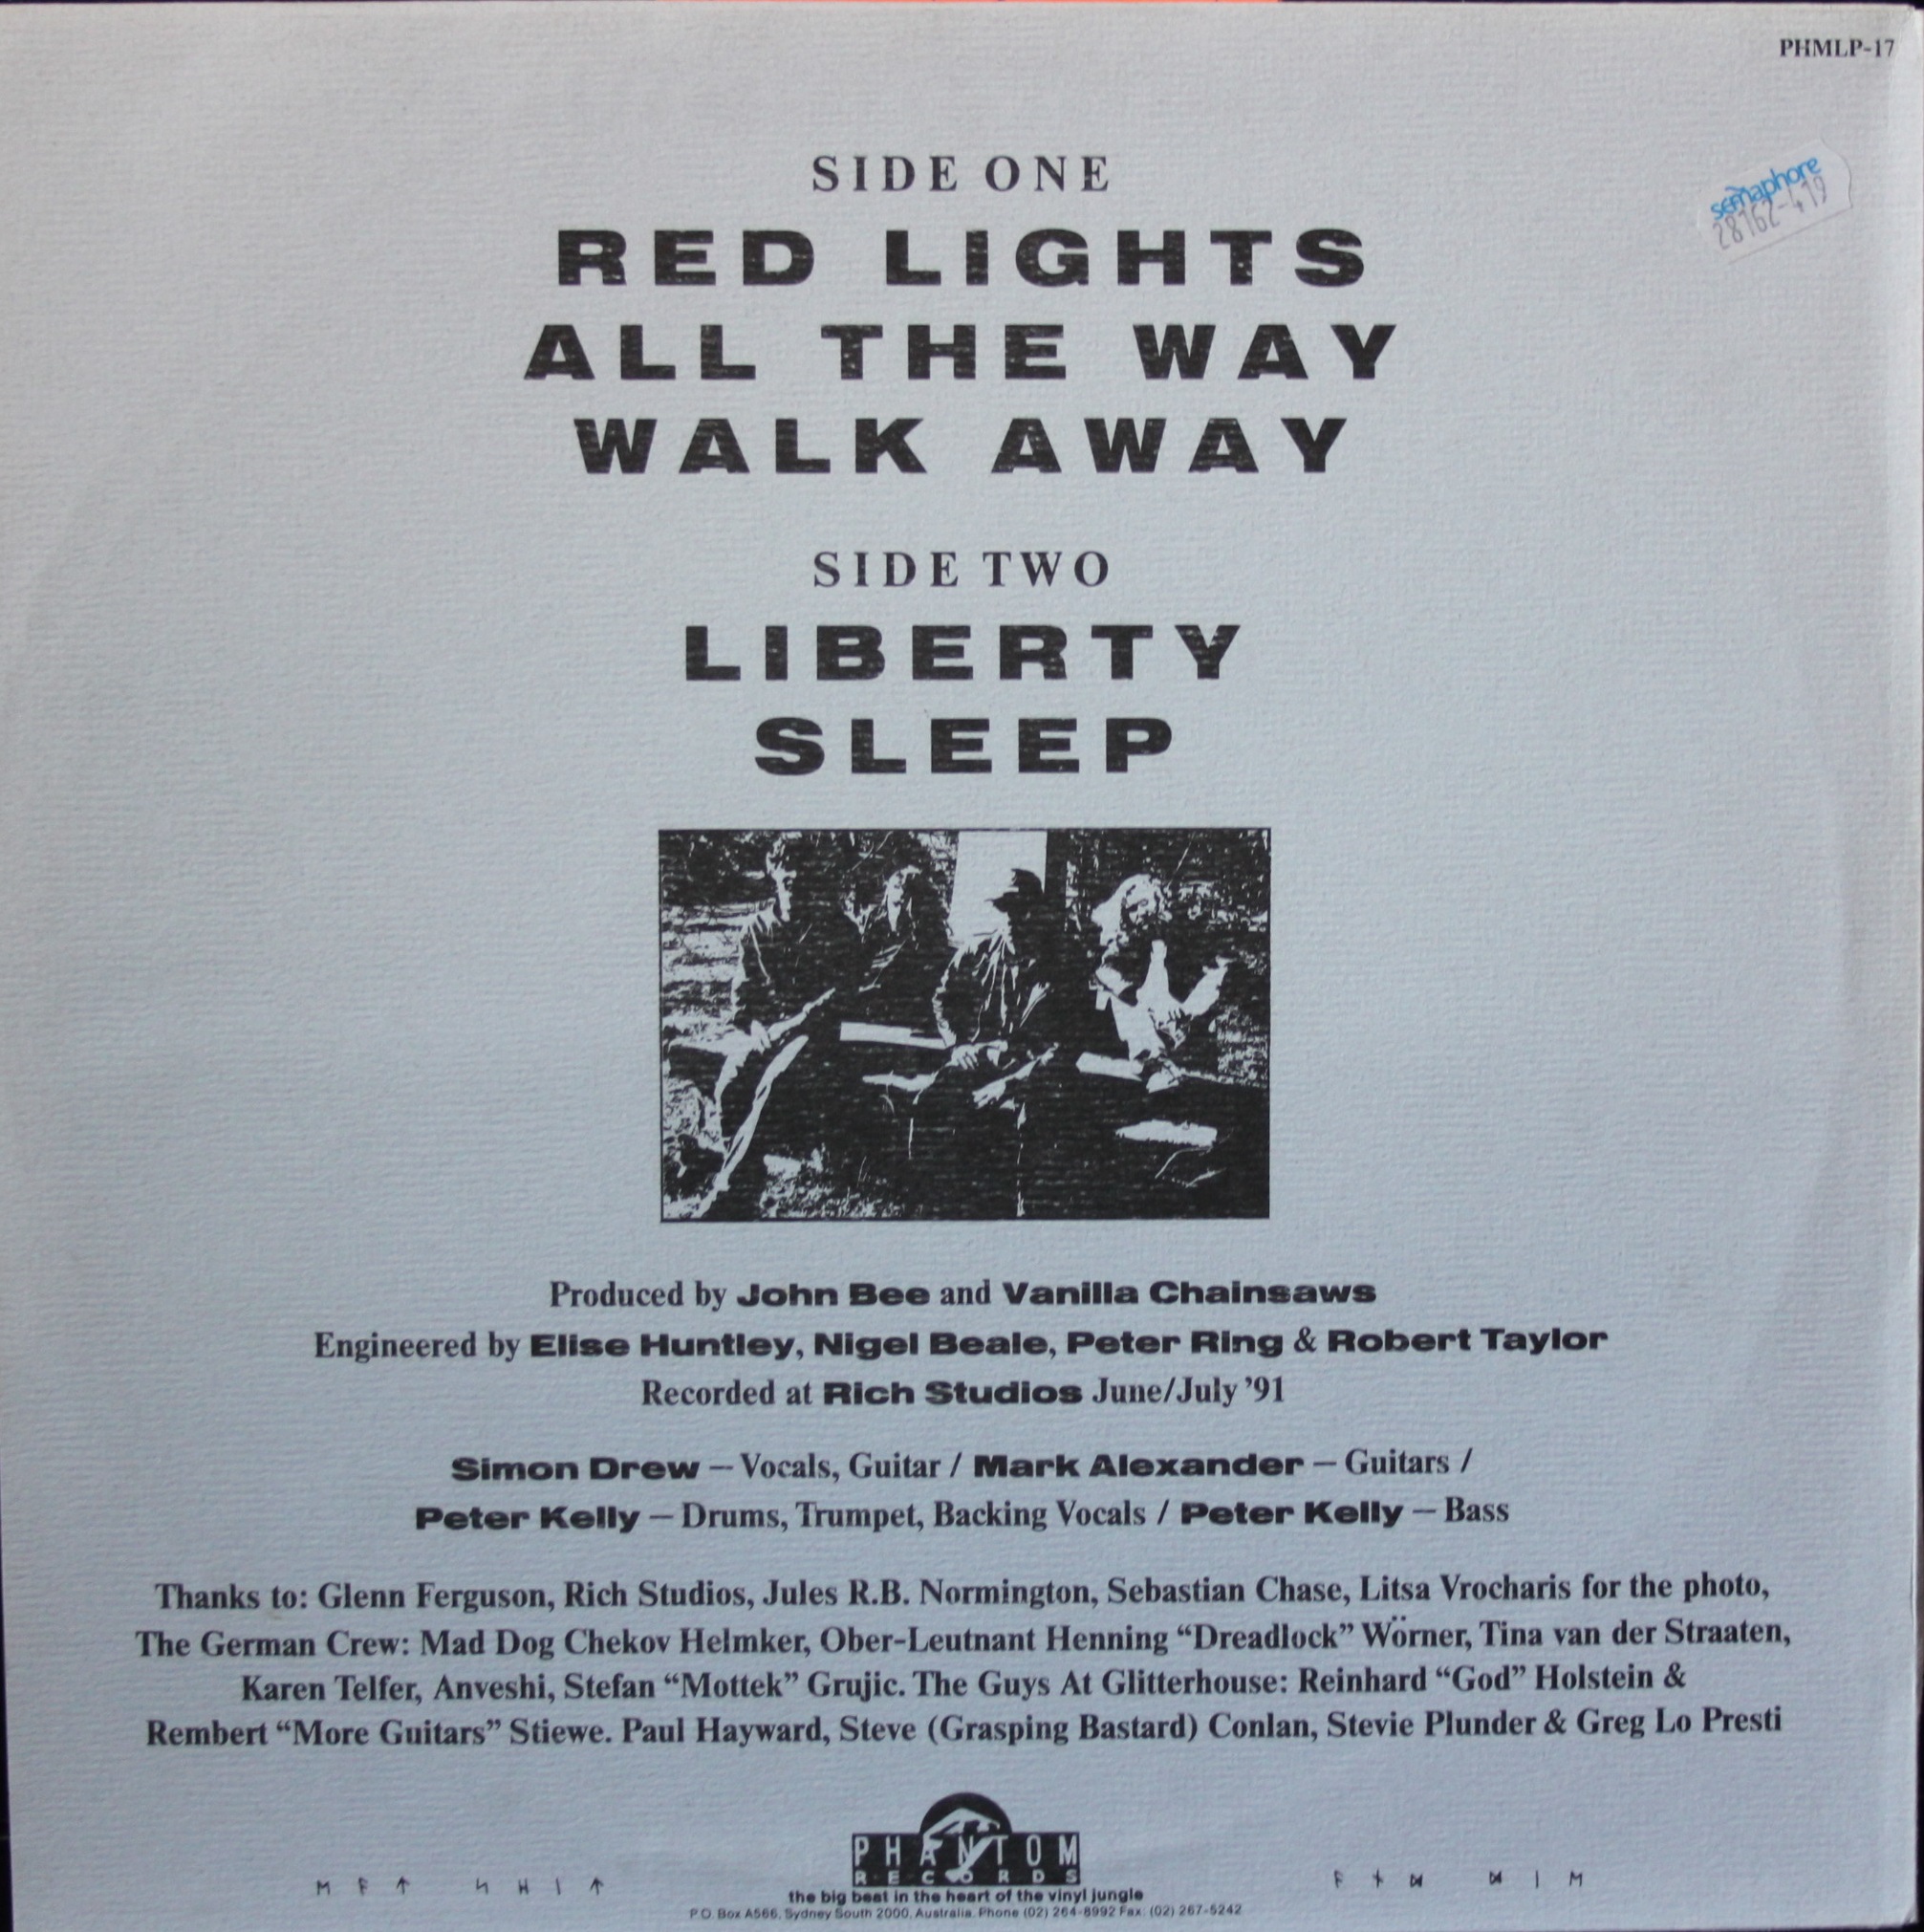 PHMLP-17
semaphore
28162-419
SIDE ONE
RED LIGHTS
ALL THE WAY
WALK AWAY
SIDE TWO
LIBERTY
SLEEP
Produced by John Bee and Vanilla Chainsaws
Engineered by Elise Huntley, Nigel Beale, Peter Ring & Robert Taylor
Recorded at Rich Studios June/July '91
Simon Drew – Vocals, Guitar / Mark Alexander – Guitars /
Peter Kelly – Drums, Trumpet, Backing Vocals / Peter Kelly – Bass
Thanks to: Glenn Ferguson, Rich Studios, Jules R.B. Normington, Sebastian Chase, Litsa Vrocharis for the photo,
The German Crew: Mad Dog Chekov Helmker, Ober-Leutnant Henning “Dreadlock” Wörner, Tina van der Straaten,
Karen Telfer, Anveshi, Stefan “Mottek” Grujic. The Guys At Glitterhouse: Reinhard “God” Holstein &
Rembert “More Guitars” Stiewe. Paul Hayward, Steve (Grasping Bastard) Conlan, Stevie Plunder & Greg Lo Presti
PHANTOM
RECORDS
the big beat in the heart of the vinyl jungle
P.O. Box A566, Sydney South 2000, Australia. Phone (02) 264-8992 Fax: (02) 267-5242